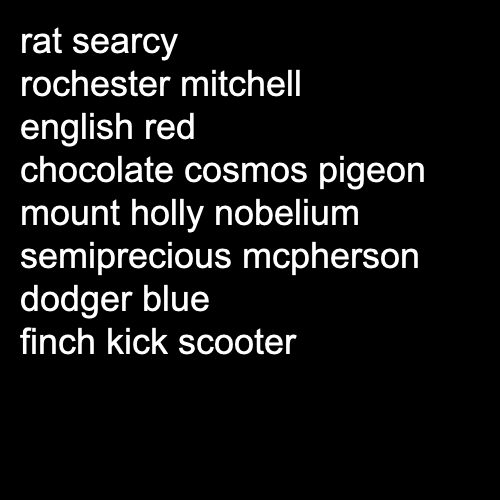 rat searcy
rochester mitchell
english red
chocolate cosmos pigeon
mount holly nobelium
semiprecious mcpherson
dodger blue
finch kick scooter